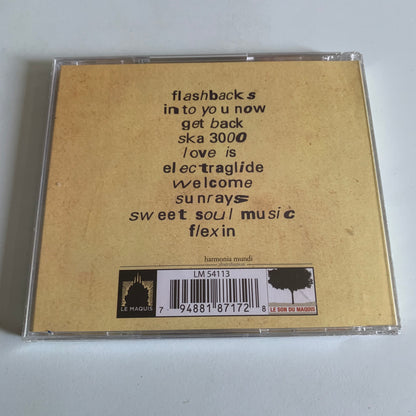 flashbacks
into you now
get back
ska 3000
love is
electraglide
welcome
sunrays
sweet soul music
flexin
harmonia mundi
distribution
LE MAQUIS
LM 54113
7 94881 87172 8
LE SON DU MAQUIS